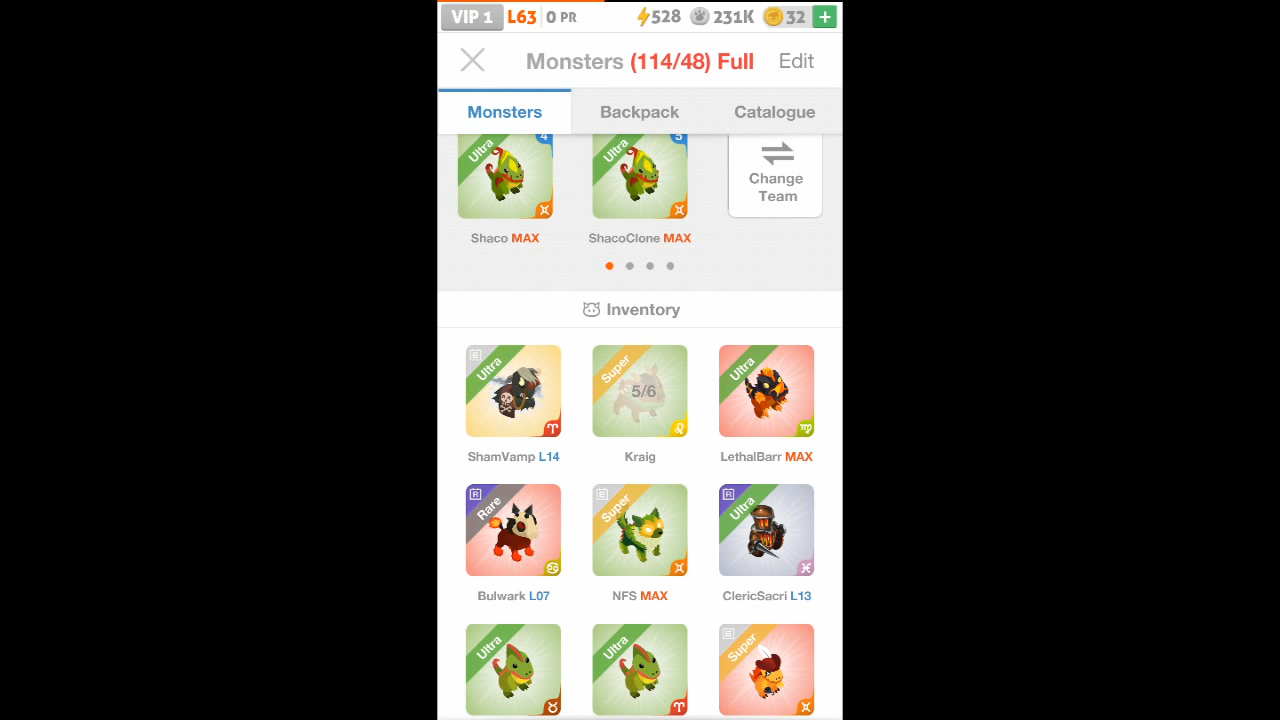 VIP 1 L63 0 PR 528 231K 32 +
Monsters (114/48) Full Edit
Monsters Backpack Catalogue
Ultra 4 Ultra 5
Change
Team
Shaco MAX ShacoClone MAX
Inventory
E Ultra Super 5/6 Ultra
ShamVamp L14 Kraig LethalBarr MAX
R Rare E Super R Ultra
Bulwark L07 NFS MAX ClericSacri L13
Ultra Ultra E Super